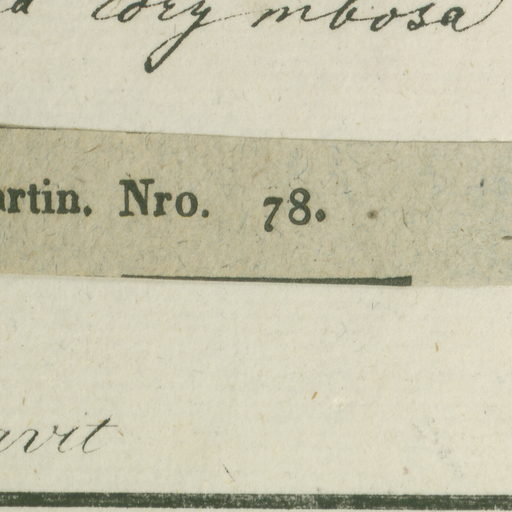 corymbosa
artin. Nro. 78.
avit